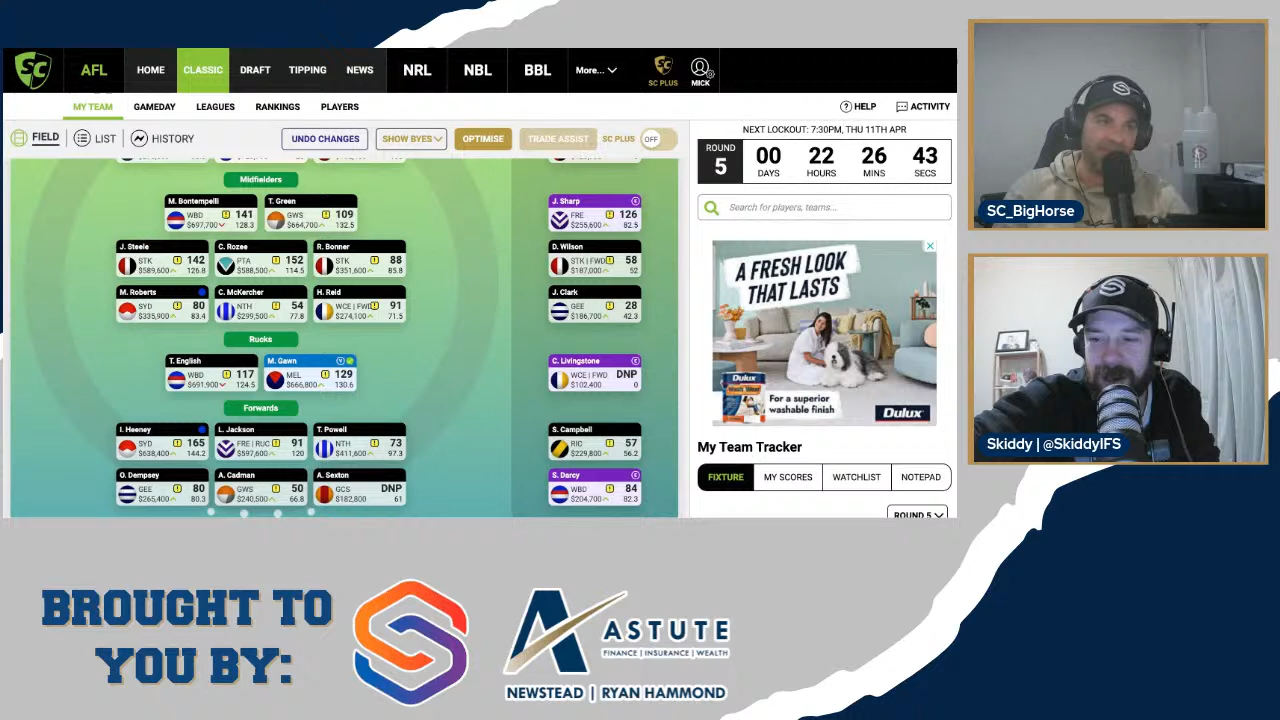 SC
AFL
HOME
CLASSIC
DRAFT
TIPPING
NEWS
NRL
NBL
BBL
More...
SC PLUS
MICK
MY TEAM
GAMEDAY
LEAGUES
RANKINGS
PLAYERS
HELP
ACTIVITY
FIELD
LIST
HISTORY
UNDO CHANGES
SHOW BYES
OPTIMISE
TRADE ASSIST
SC PLUS
OFF
NEXT LOCKOUT: 7:30PM, THU 11TH APR
ROUND 5
00 DAYS
22 HOURS
26 MINS
43 SECS
Search for players, teams...
Midfielders
M. Bontempelli
WBD 141
$697,700 128.3
T. Green
GWS 109
$664,700 132.5
J. Sharp
FRE 126
$255,600 82.5
J. Steele
STK 142
$589,600 126.8
C. Rozee
PTA 152
$588,500 114.5
R. Bonner
STK 88
$351,600 85.8
D. Wilson
STK | FWD 58
$187,000 52
M. Roberts
SYD 80
$335,900 83.4
C. McKercher
NTH 54
$299,500 77.8
H. Reid
WCE | FWD 91
$274,100 71.5
J. Clark
GEE 28
$186,700 42.3
Rucks
T. English
WBD 117
$691,900 124.5
M. Gawn
MEL 129
$666,800 130.6
C. Livingstone
WCE | FWD DNP
$102,400 0
Forwards
I. Heeney
SYD 165
$638,400 144.2
L. Jackson
FRE | RUC 91
$597,600 120
T. Powell
NTH 73
$411,600 97.3
S. Campbell
RIC 57
$229,800 56.2
O. Dempsey
GEE 80
$265,400 80.3
A. Cadman
GWS 50
$240,500 66.8
A. Sexton
GCS DNP
$182,800 61
S. Darcy
WBD 84
$204,700 82.3
A FRESH LOOK
THAT LASTS
Dulux
For a superior
washable finish
Dulux
My Team Tracker
FIXTURE
MY SCORES
WATCHLIST
NOTEPAD
ROUND 5
SC_BigHorse
Skiddy | @SkiddyIFS
BROUGHT TO
YOU BY:
ASTUTE
FINANCE | INSURANCE | WEALTH
NEWSTEAD | RYAN HAMMOND